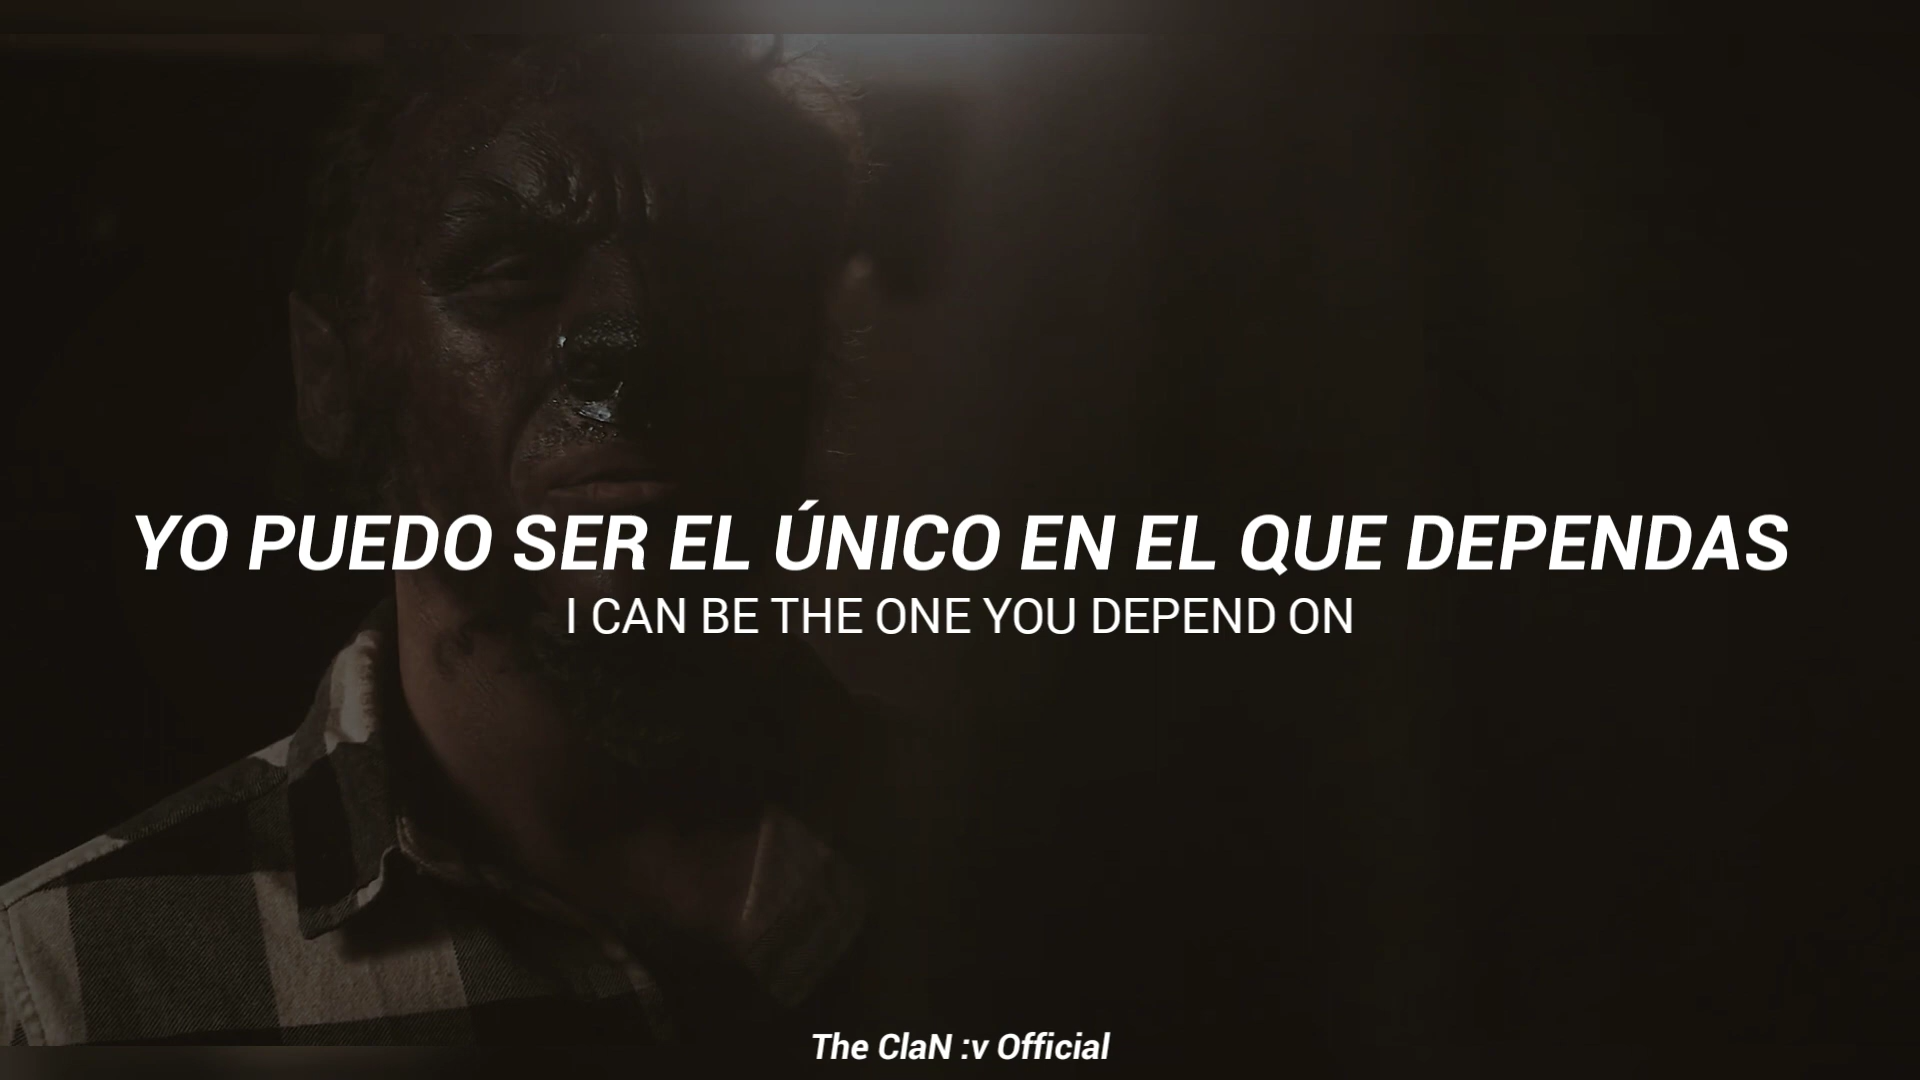 YO PUEDO SER EL ÚNICO EN EL QUE DEPENDAS
I CAN BE THE ONE YOU DEPEND ON
The ClaN :v Official